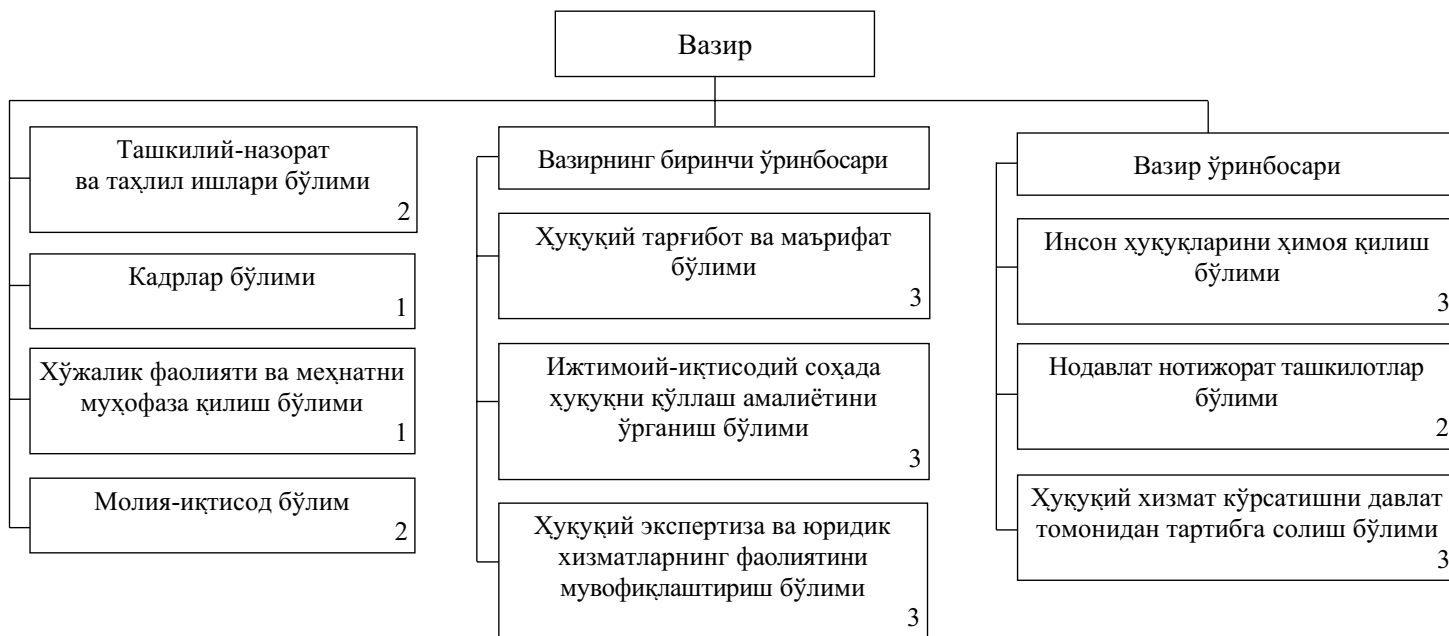 Вазир
Ташкилий-назорат
ва таҳлил ишлари бўлими
2
Кадрлар бўлими
1
Хўжалик фаолияти ва меҳнатни
муҳофаза қилиш бўлими
1
Молия-иқтисод бўлим
2
Вазирнинг биринчи ўринбосари
Ҳуқуқий тарғибот ва маърифат
бўлими
3
Ижтимоий-иқтисодий соҳада
ҳуқуқни қўллаш амалиётини
ўрганиш бўлими
3
Ҳуқуқий экспертиза ва юридик
хизматларнинг фаолиятини
мувофиқлаштириш бўлими
3
Вазир ўринбосари
Инсон ҳуқуқларини ҳимоя қилиш
бўлими
3
Нодавлат нотижорат ташкилотлар
бўлими
2
Ҳуқуқий хизмат кўрсатишни давлат
томонидан тартибга солиш бўлими
3